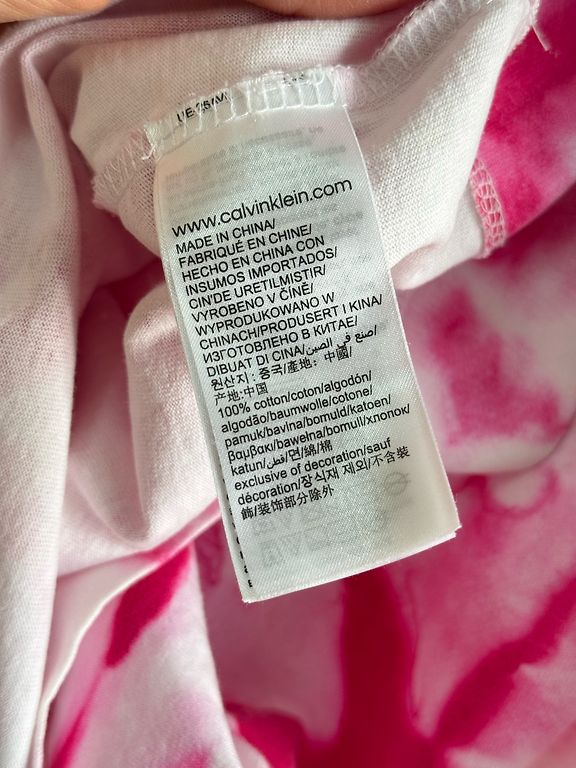 www.calvinklein.com
MADE IN CHINA/
FABRIQUÉ EN CHINE/
HECHO EN CHINA CON
INSUMOS IMPORTADOS/
CIN'DE URETILMISTIR/
VYROBENO V ČÍNĚ/
WYPRODUKOWANO W
CHINACH/PRODUSERT I KINA/
ИЗГОТОВЛЕНО В КИТАЕ/
DIBUAT DI CINA/صنع في الصين/
원산지: 중국/產地: 中國/
产地:中国
100% cotton/coton/algodón/
algodão/baumwolle/cotone/
pamuk/bavlna/bomuld/katoen/
βαμβακι/bawełna/bomull/хлопок/
katun/قطن/면/綿/棉
exclusive of decoration/sauf
décoration/장식재 제외/不含裝
飾/装饰部分除外